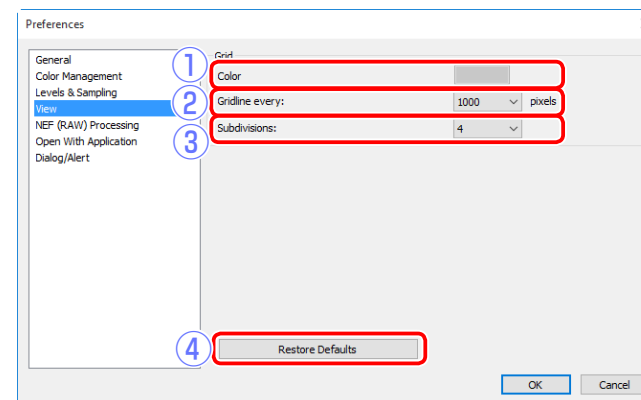 Preferences
General
Color Management
Levels & Sampling
View
NEF (RAW) Processing
Open With Application
Dialog/Alert
Grid
① Color
② Gridline every: 1000 pixels
③ Subdivisions: 4
④ Restore Defaults
OK Cancel